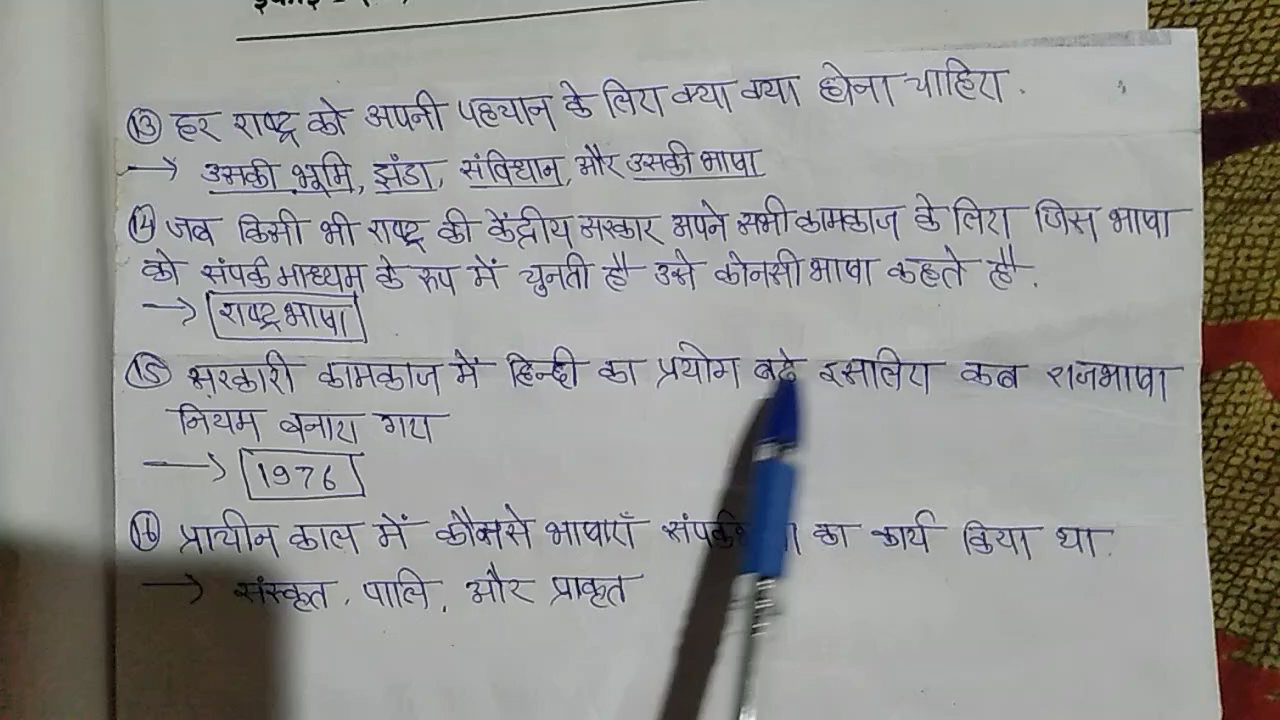 ⑬ हर राष्ट्र को अपनी पहचान के लिए क्या क्या होना चाहिए.
→ उसकी भूमि, झंडा, संविधान, और उसकी भाषा
⑭ जब किसी भी राष्ट्र की केंद्रीय सरकार अपने सभी कामकाज के लिए जिस भाषा
को संपर्क माध्यम के रूप में चुनती है उसे कोनसी भाषा कहते है.
→ राष्ट्रभाषा
⑮ सरकारी कामकाज में हिन्दी का प्रयोग बढ़े इसलिए कब राजभाषा
नियम बनाए गए
→ 1976
⑯ प्राचीन काल में कौनसे भाषाएँ का कार्य किया था.
→ संस्कृत, पालि, और प्राकृत